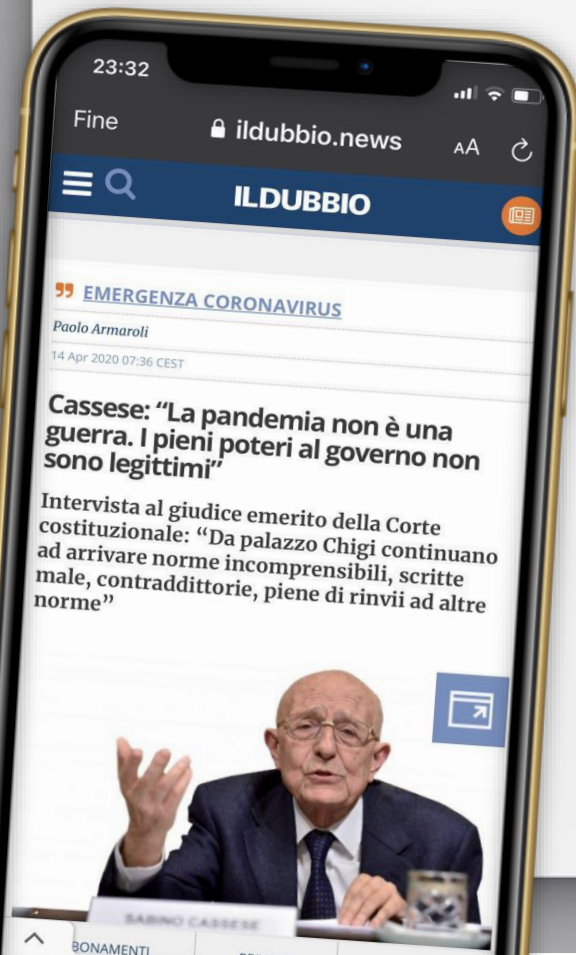 23:32
Fine
ildubbio.news
AA
ILDUBBIO
EMERGENZA CORONAVIRUS
Paolo Armaroli
14 Apr 2020 07:36 CEST
Cassese: “La pandemia non è una
guerra. I pieni poteri al governo non
sono legittimi”
Intervista al giudice emerito della Corte
costituzionale: “Da palazzo Chigi continuano
ad arrivare norme incomprensibili, scritte
male, contraddittorie, piene di rinvii ad altre
norme”
SABINO CASSESE
BONAMENTI